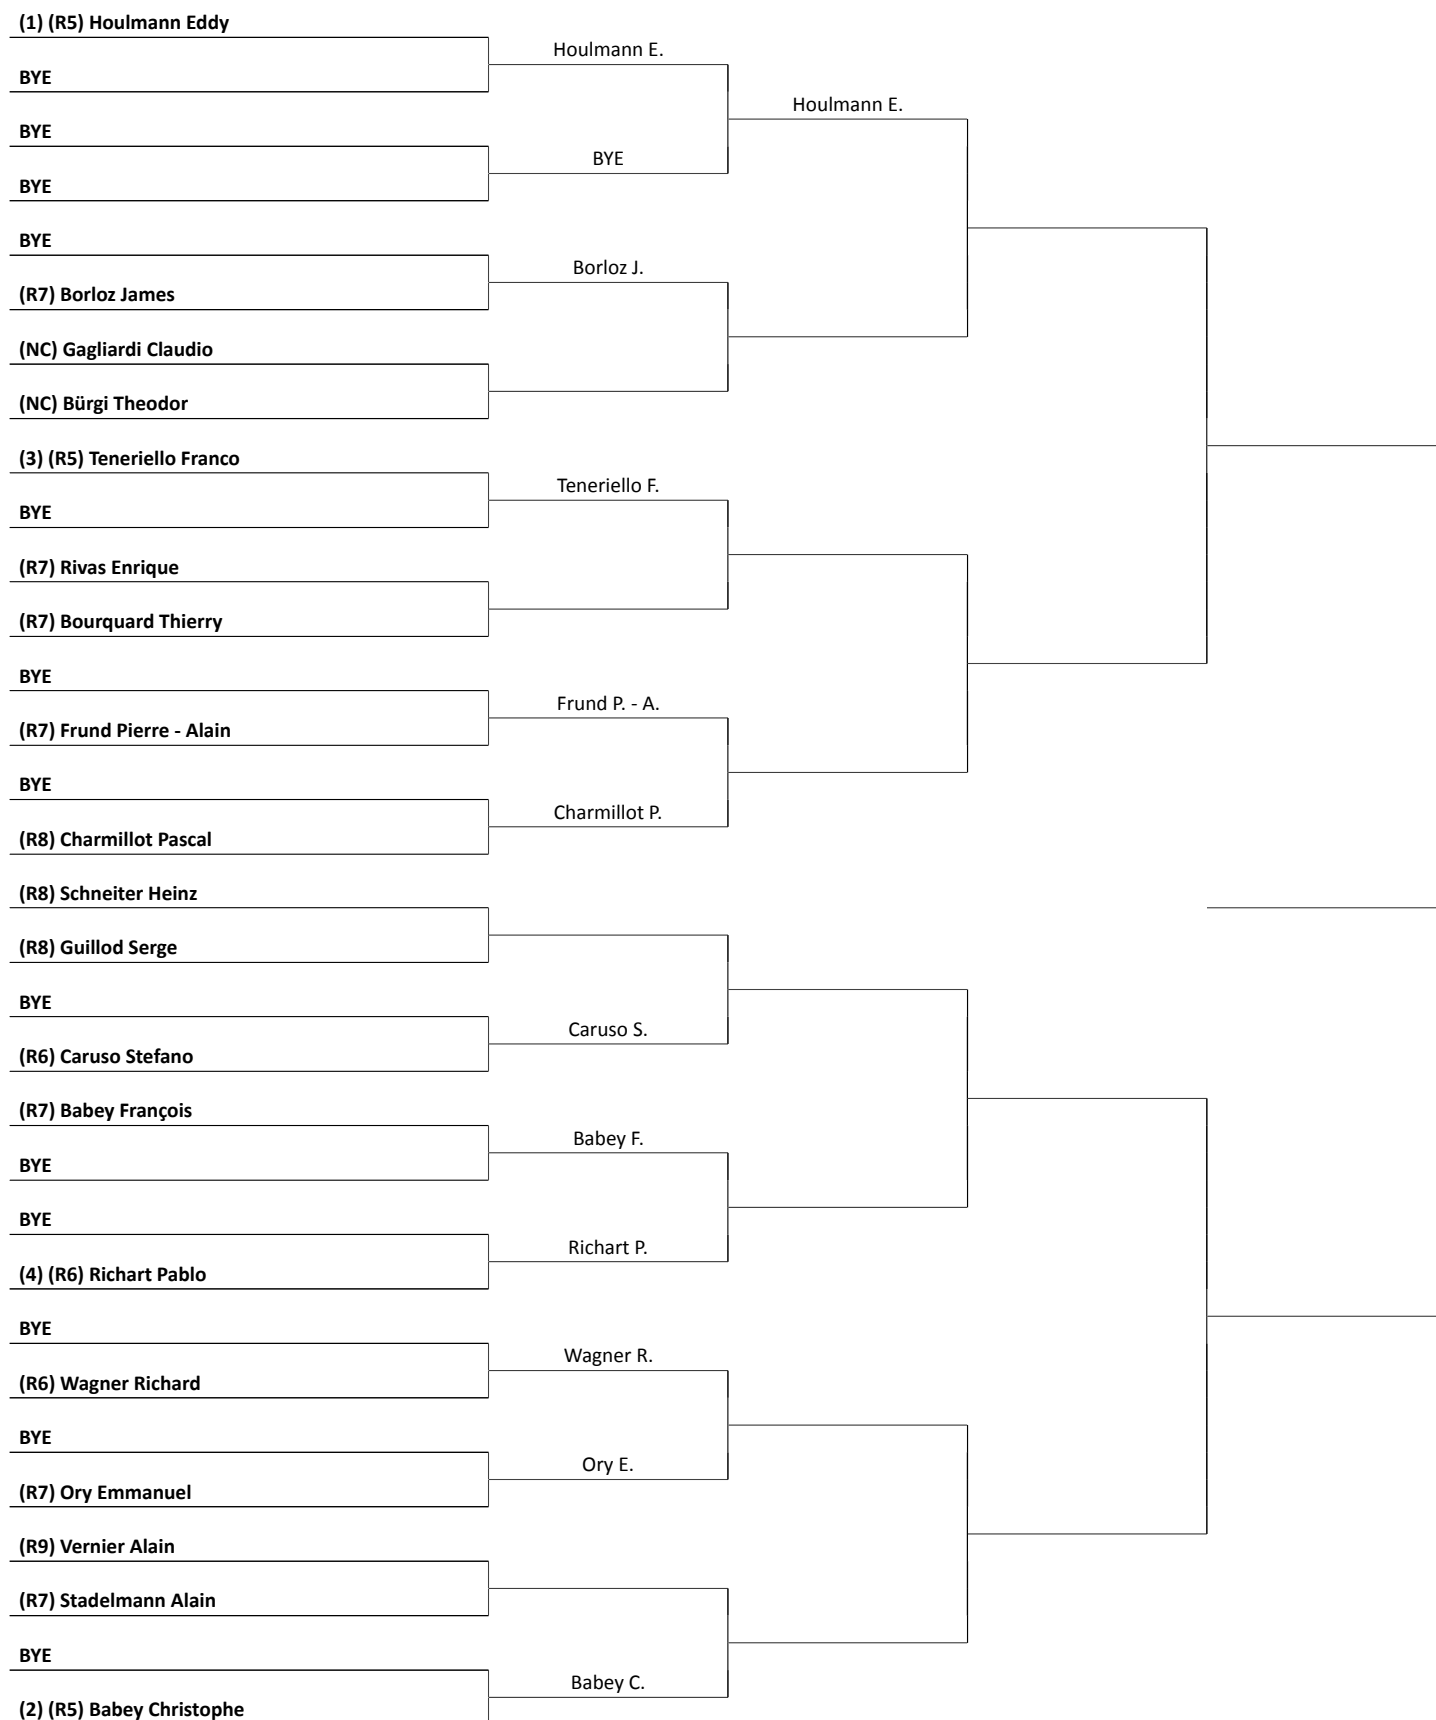 (1) (R5) Houlmann Eddy
BYE
BYE
BYE
BYE
(R7) Borloz James
(NC) Gagliardi Claudio
(NC) Bürgi Theodor
(3) (R5) Teneriello Franco
BYE
(R7) Rivas Enrique
(R7) Bourquard Thierry
BYE
(R7) Frund Pierre - Alain
BYE
(R8) Charmillot Pascal
(R8) Schneiter Heinz
(R8) Guillod Serge
BYE
(R6) Caruso Stefano
(R7) Babey François
BYE
BYE
(4) (R6) Richart Pablo
BYE
(R6) Wagner Richard
BYE
(R7) Ory Emmanuel
(R9) Vernier Alain
(R7) Stadelmann Alain
BYE
(2) (R5) Babey Christophe
Houlmann E.
BYE
Borloz J.
Teneriello F.
Frund P. - A.
Charmillot P.
Caruso S.
Babey F.
Richart P.
Wagner R.
Ory E.
Babey C.
Houlmann E.